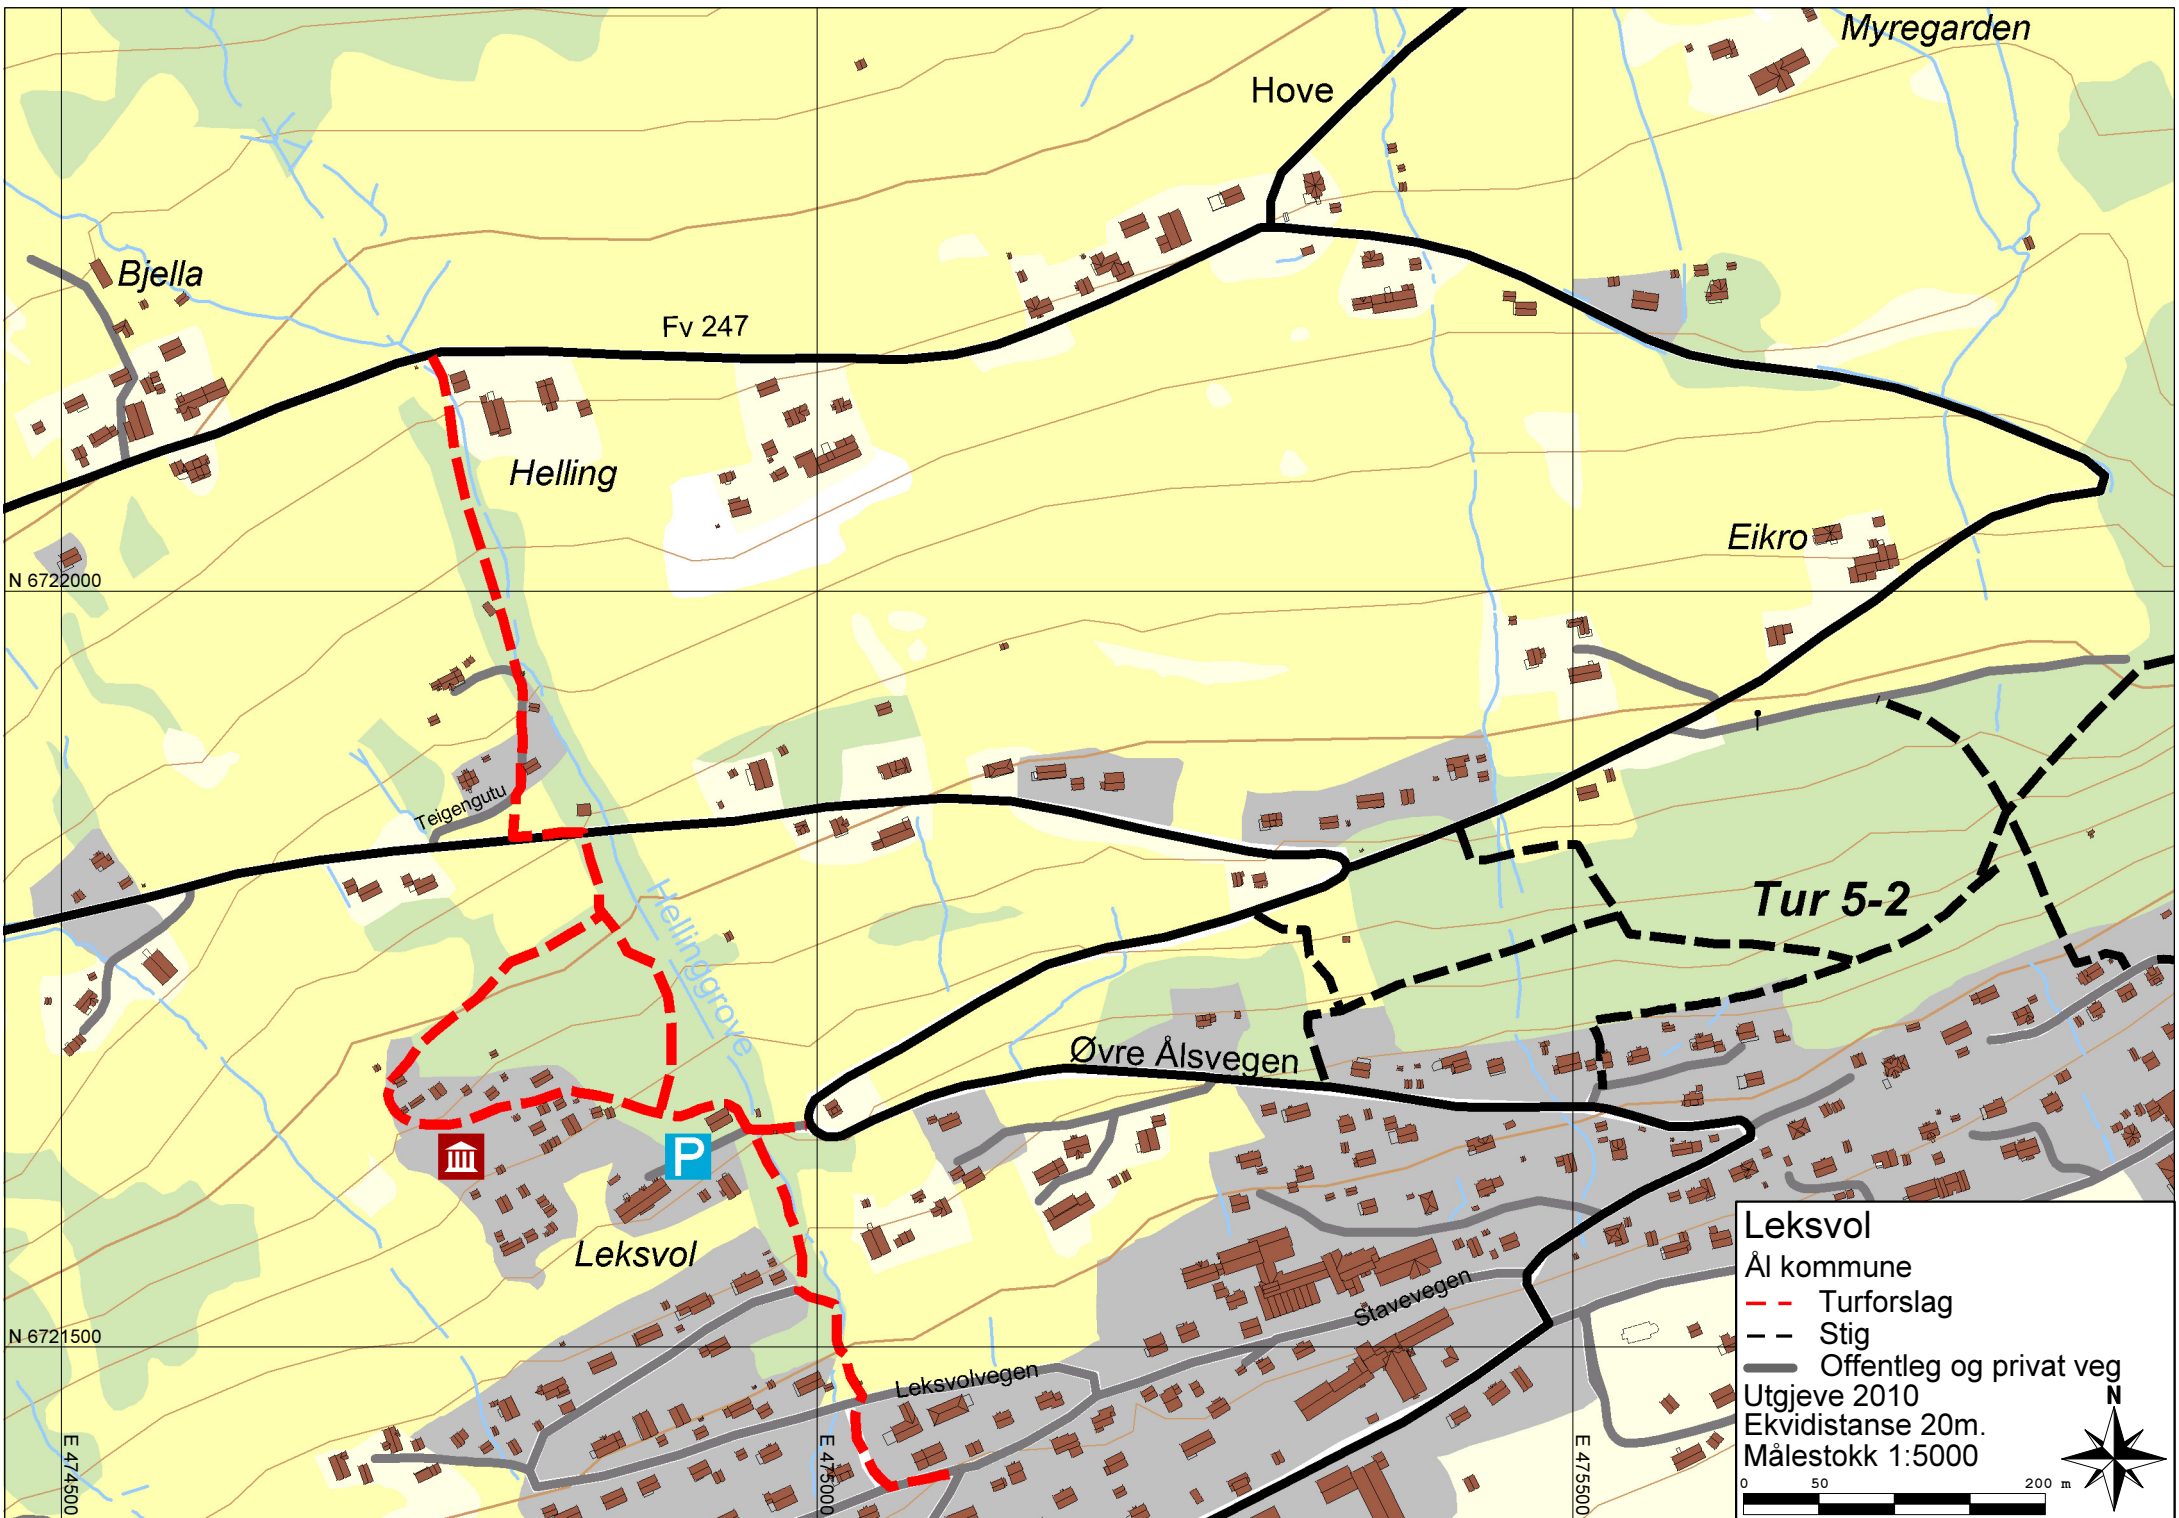 Myregarden
Hove
Bjella
Fv 247
Helling
Eikro
N 6722000
Teigengutu
Hellinggrove
Tur 5-2
Øvre Ålsvegen
P
Leksvol
Stavevegen
N 6721500
Leksvolvegen
E 474500
E 475000
E 475500
Leksvol
Ål kommune
Turforslag
Stig
Offentleg og privat veg
Utgjeve 2010
Ekvidistanse 20m.
Målestokk 1:5000
N
0 50 200 m